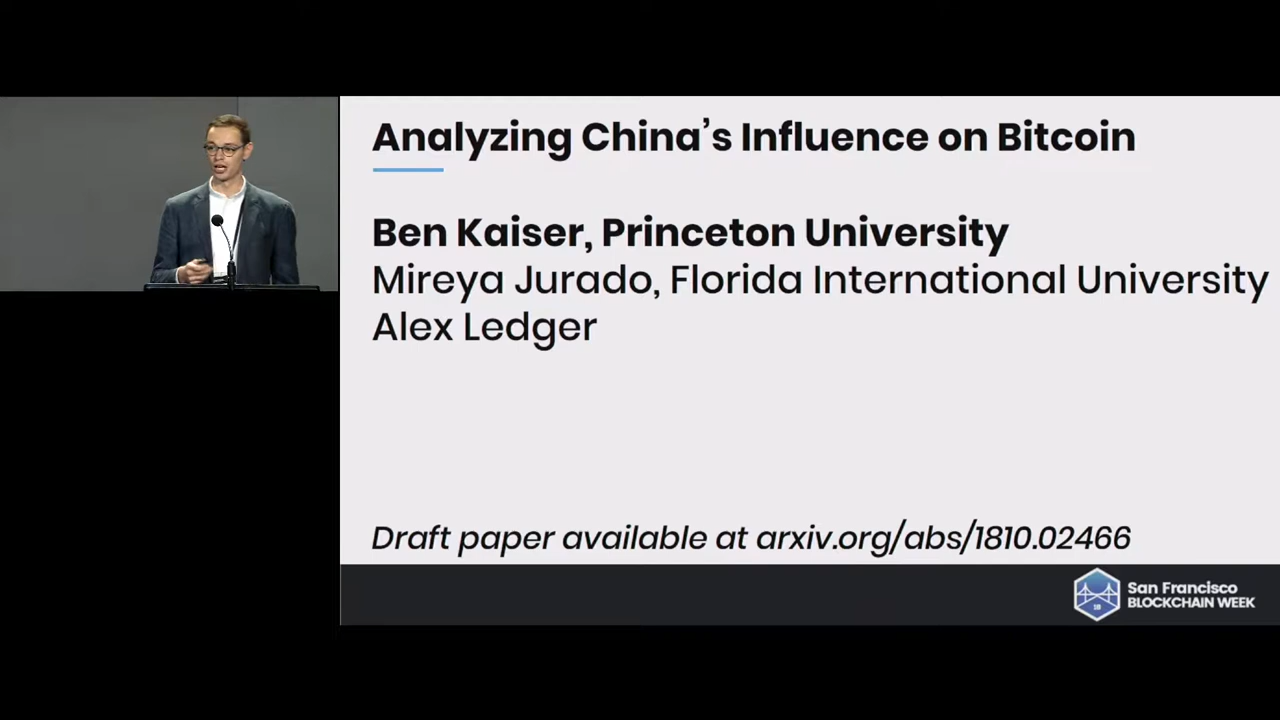 Analyzing China's Influence on Bitcoin
Ben Kaiser, Princeton University
Mireya Jurado, Florida International University
Alex Ledger
Draft paper available at arxiv.org/abs/1810.02466
18
San Francisco
BLOCKCHAIN WEEK